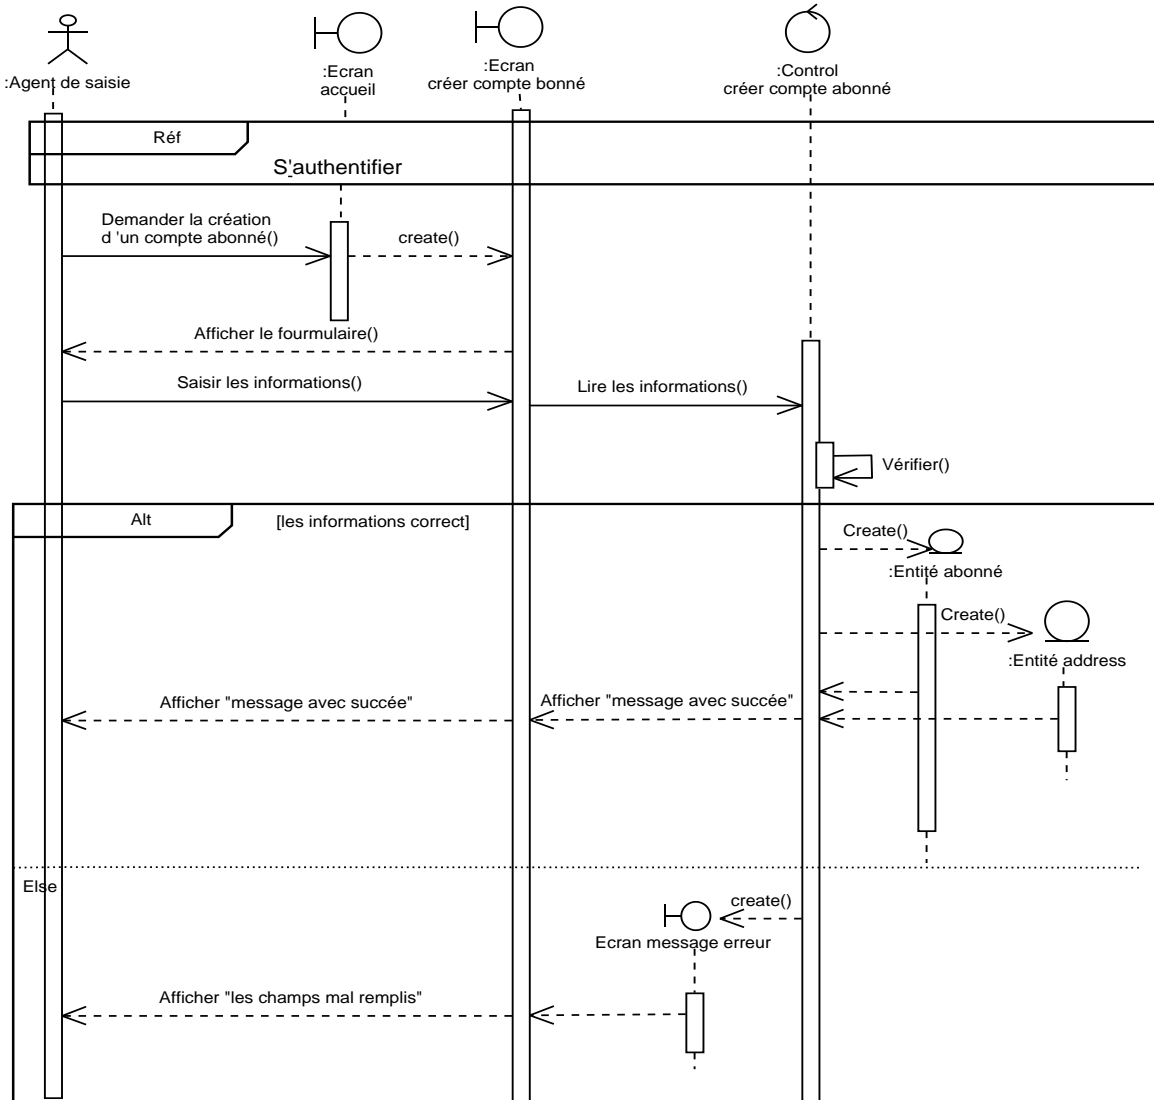 :Agent de saisie
:Ecran
accueil
:Ecran
créer compte bonné
:Control
créer compte abonné
Réf
S'authentifier
Demander la création
d 'un compte abonné()
create()
Afficher le fourmulaire()
Saisir les informations()
Lire les informations()
Vérifier()
Alt
[les informations correct]
Create()
:Entité abonné
Create()
:Entité address
Afficher "message avec succée"
Afficher "message avec succée"
Else
create()
Ecran message erreur
Afficher "les champs mal remplis"